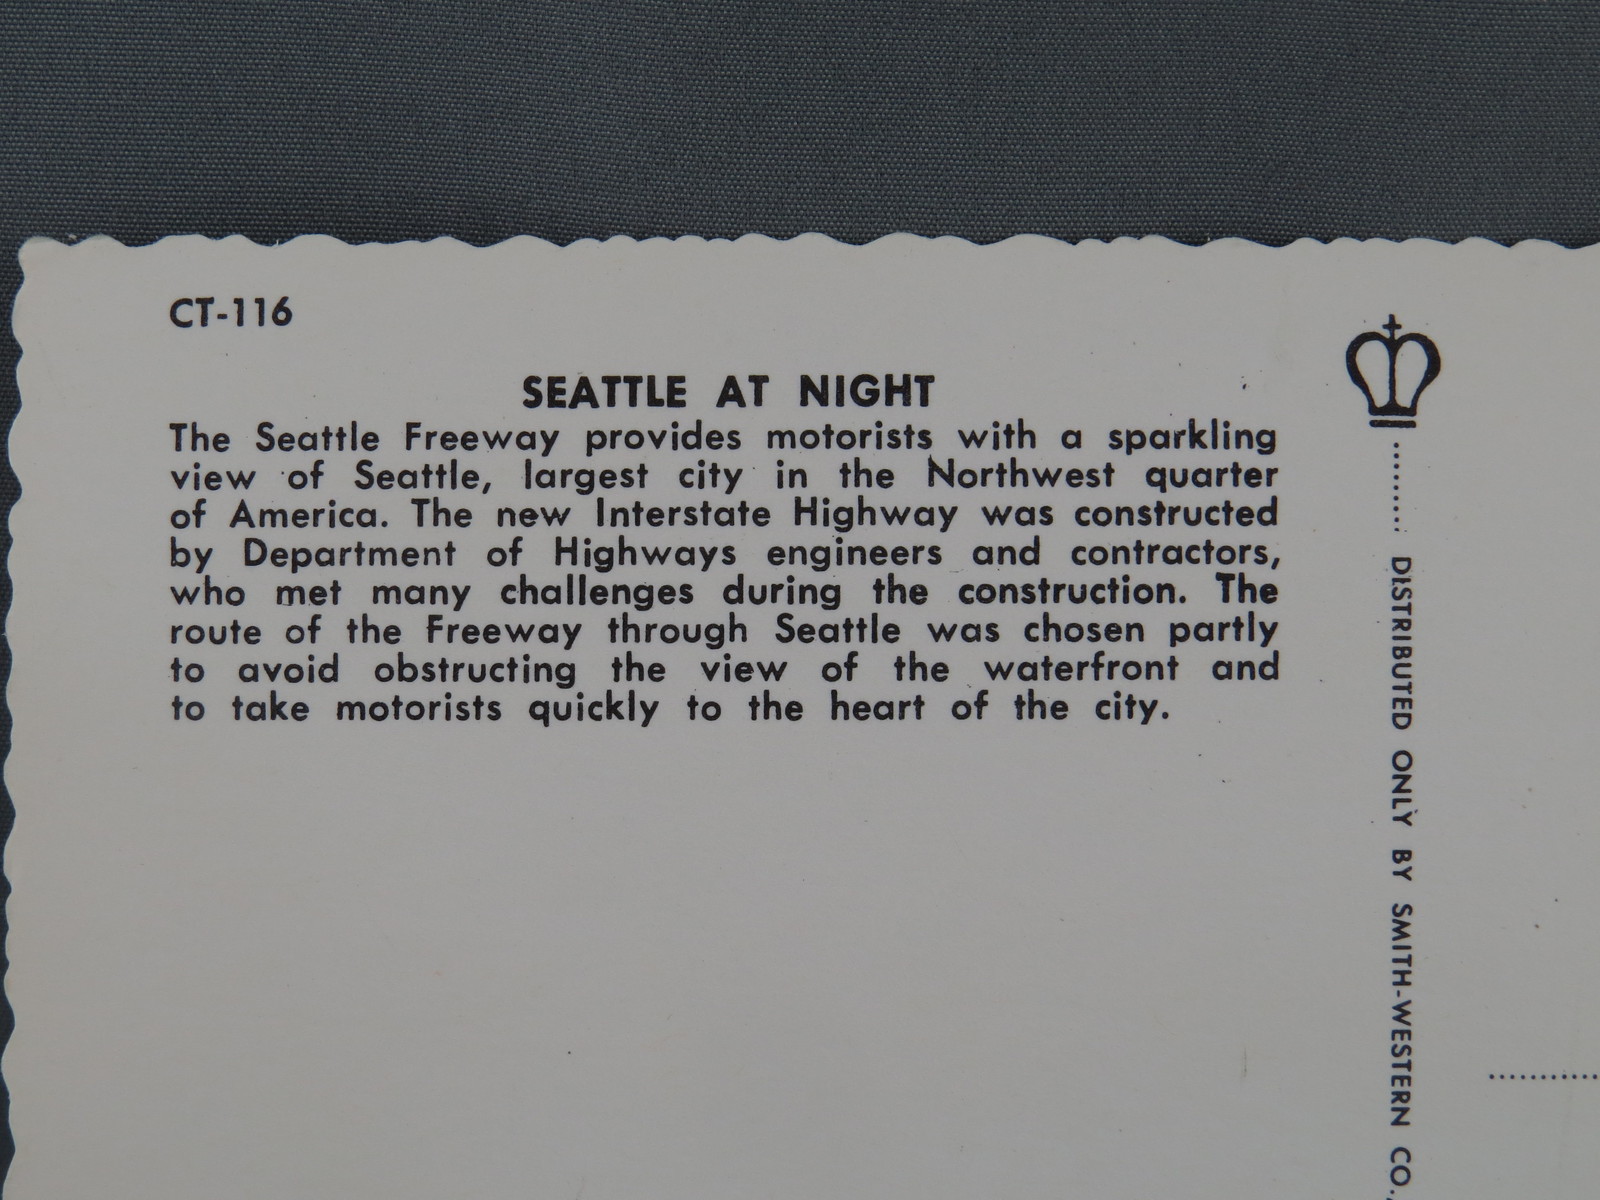 CT-116
SEATTLE AT NIGHT
The Seattle Freeway provides motorists with a sparkling
view of Seattle, largest city in the Northwest quarter
of America. The new Interstate Highway was constructed
by Department of Highways engineers and contractors,
who met many challenges during the construction. The
route of the Freeway through Seattle was chosen partly
to avoid obstructing the view of the waterfront and
to take motorists quickly to the heart of the city.
DISTRIBUTED ONLY BY SMITH-WESTERN CO.,